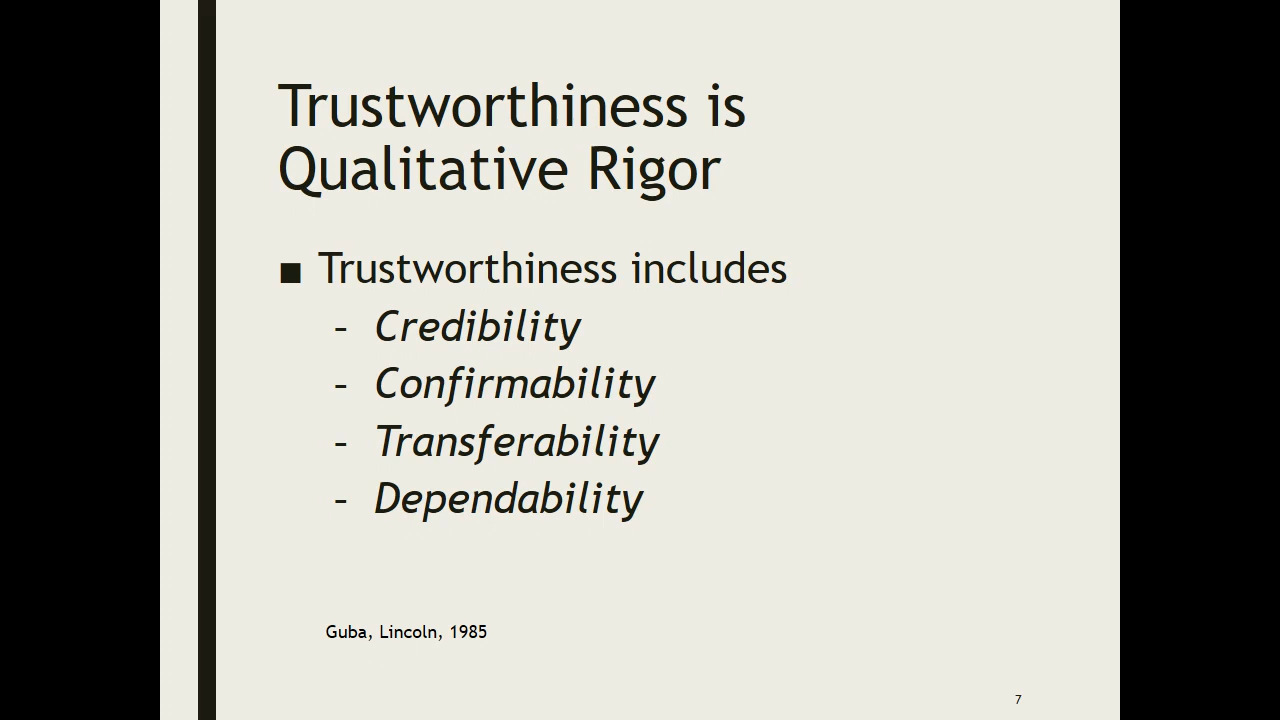 Trustworthiness is
Qualitative Rigor
■ Trustworthiness includes
– Credibility
– Confirmability
– Transferability
– Dependability
Guba, Lincoln, 1985
7